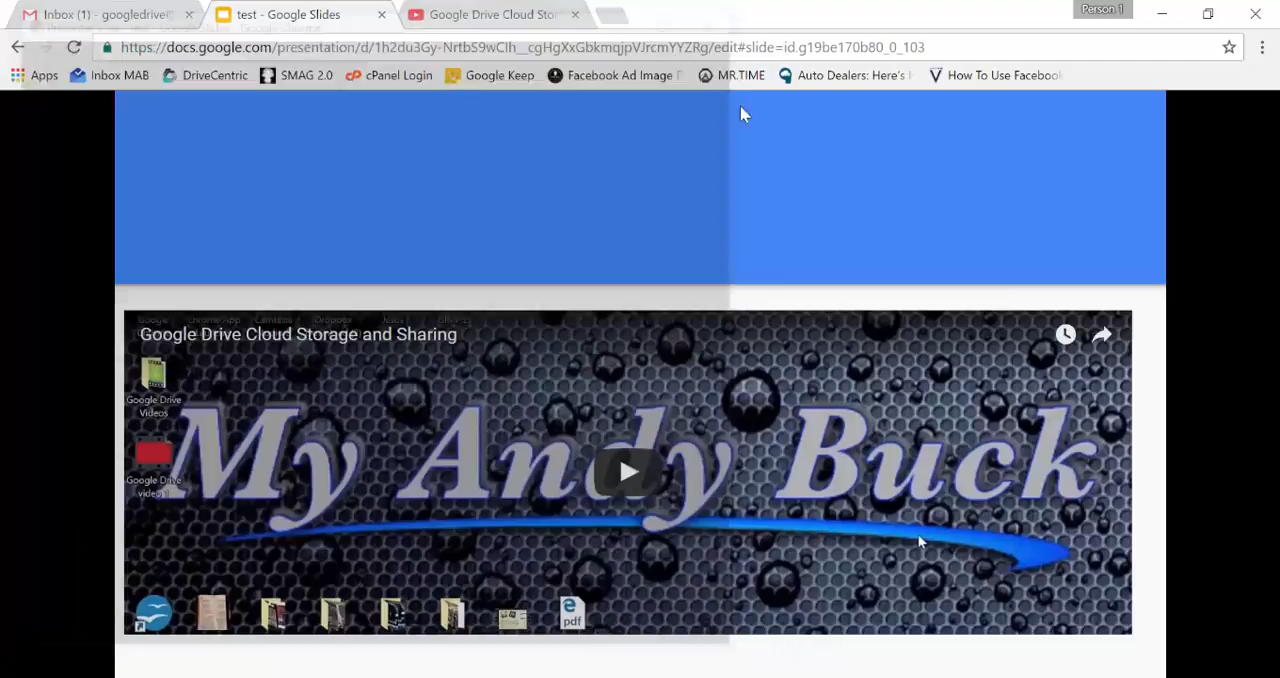 Inbox (1) - googledrive
test - Google Slides
Google Drive Cloud Stor
Person 1
https://docs.google.com/presentation/d/1h2du3Gy-NrfbS9wClh__cgHgXxGbkmqjpVJrcmYYZRg/edit#slide=id.g19be170b80_0_103
Apps Inbox MAB DriveCentric SMAG 2.0 cPanel Login Google Keep Facebook Ad Image MR.TIME Auto Dealers: Here's How To Use Facebook
Google Drive Cloud Storage and Sharing
Google Drive
Videos
My Andy Buck
Google Drive
pdf